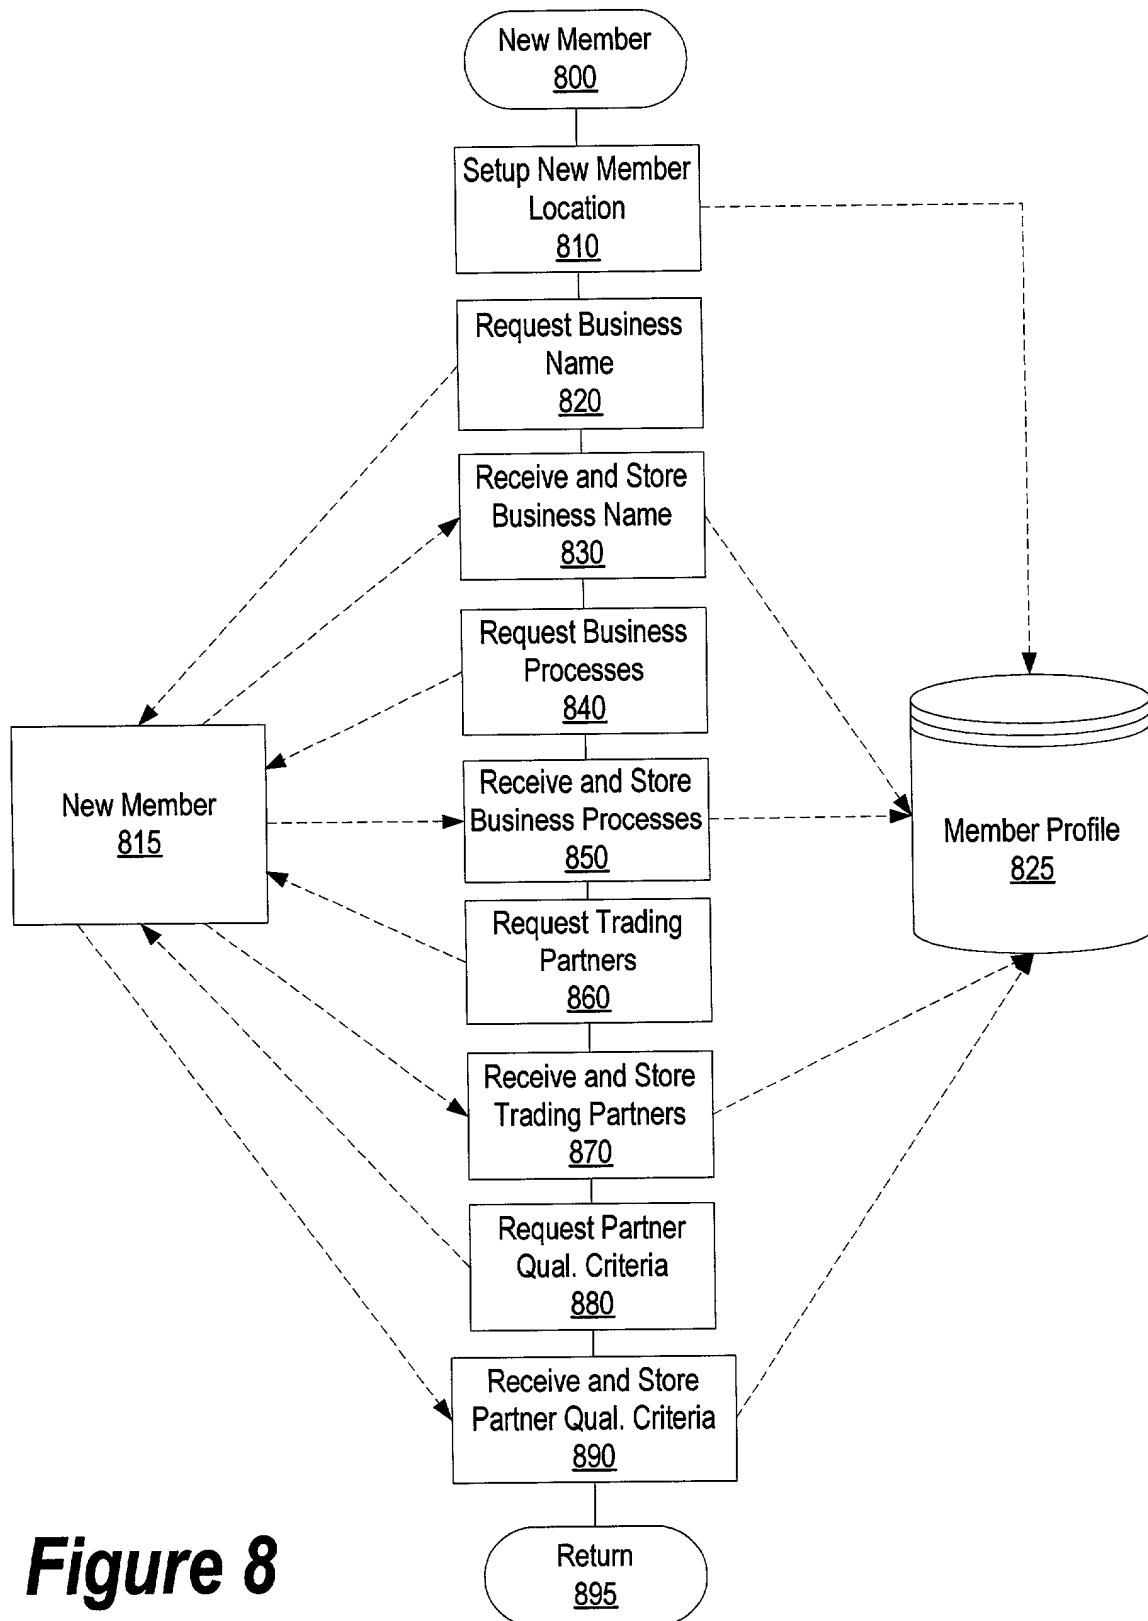 New Member
800
Setup New Member
Location
810
Request Business
Name
820
Receive and Store
Business Name
830
Request Business
Processes
840
New Member
815
Receive and Store
Business Processes
850
Member Profile
825
Request Trading
Partners
860
Receive and Store
Trading Partners
870
Request Partner
Qual. Criteria
880
Receive and Store
Partner Qual. Criteria
890
Return
895
Figure 8